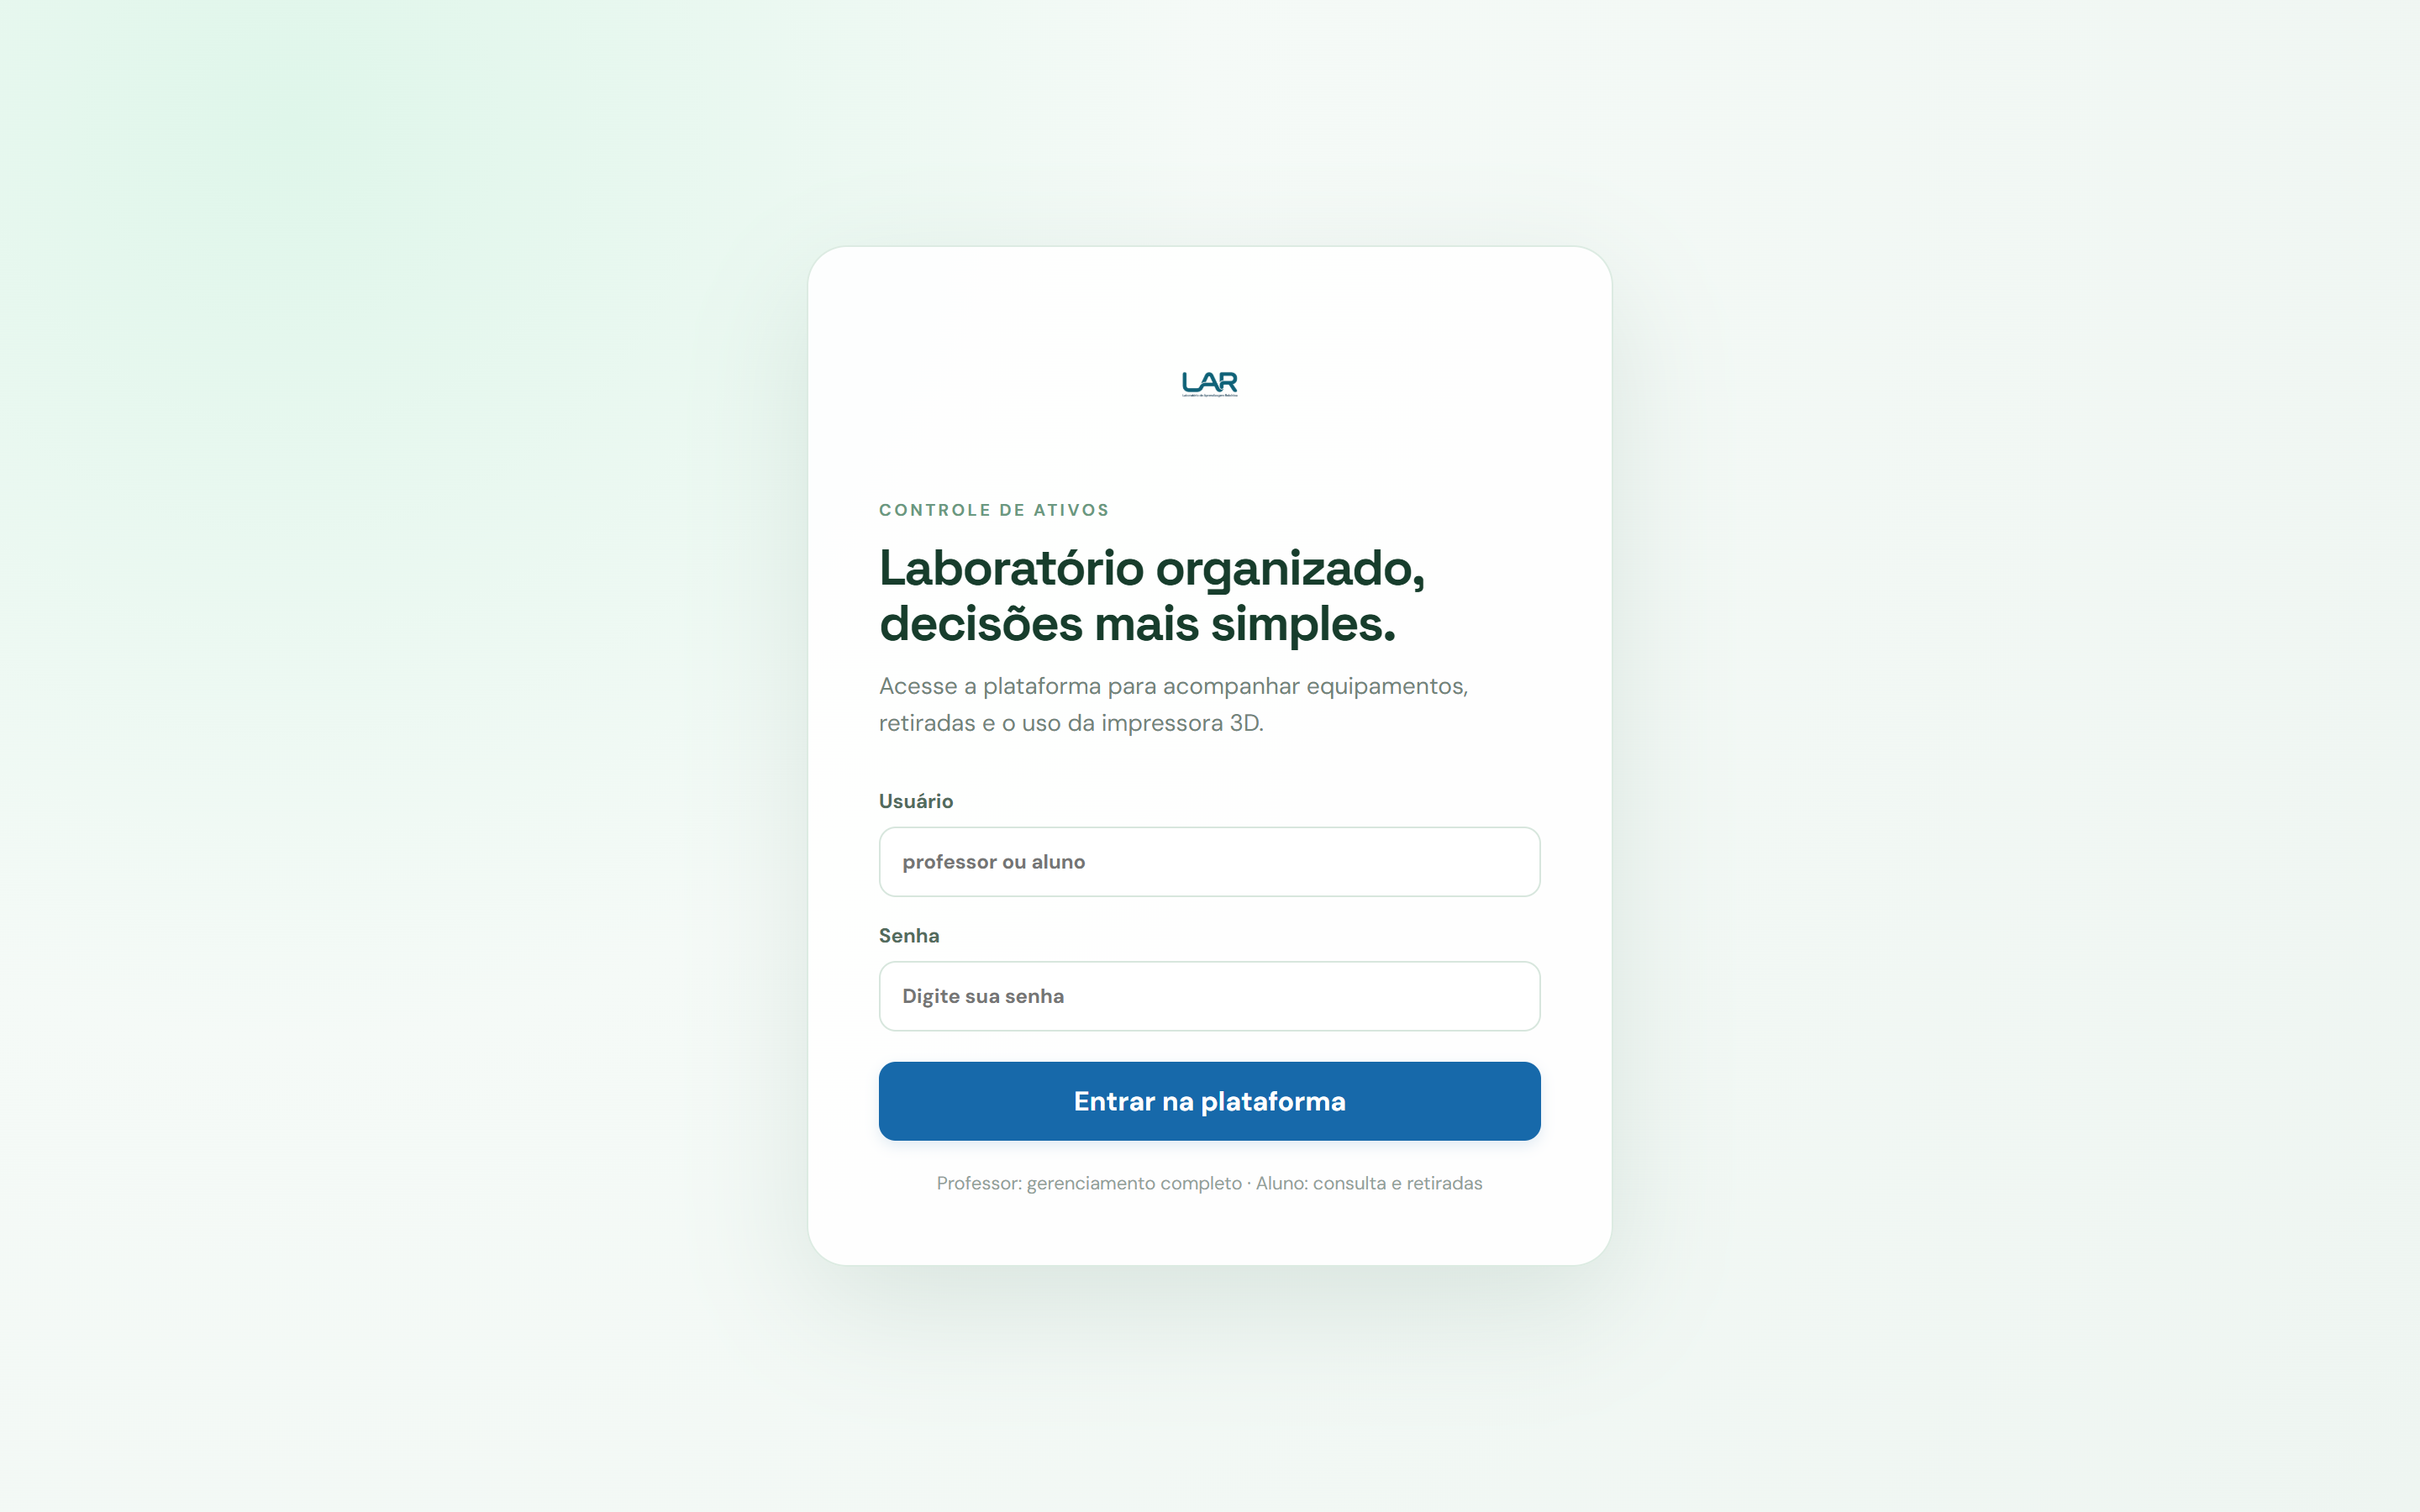 LAR
CONTROLE DE ATIVOS
Laboratório organizado,
decisões mais simples.
Acesse a plataforma para acompanhar equipamentos,
retiradas e o uso da impressora 3D.
Usuário
professor ou aluno
Senha
Digite sua senha
Entrar na plataforma
Professor: gerenciamento completo · Aluno: consulta e retiradas